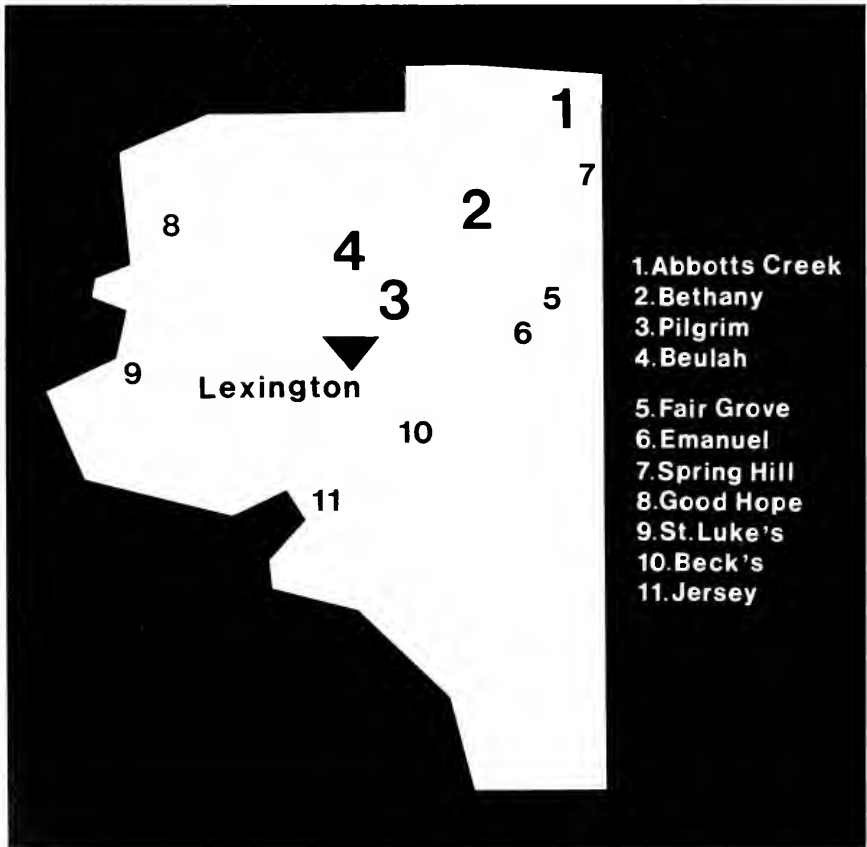 1
7
2
8
4
5
3
6
9
Lexington
10
11
1.Abbotts Creek
2.Bethany
3.Pilgrim
4.Beulah
5.Fair Grove
6.Emanuel
7.Spring Hill
8.Good Hope
9.St.Luke's
10.Beck's
11.Jersey